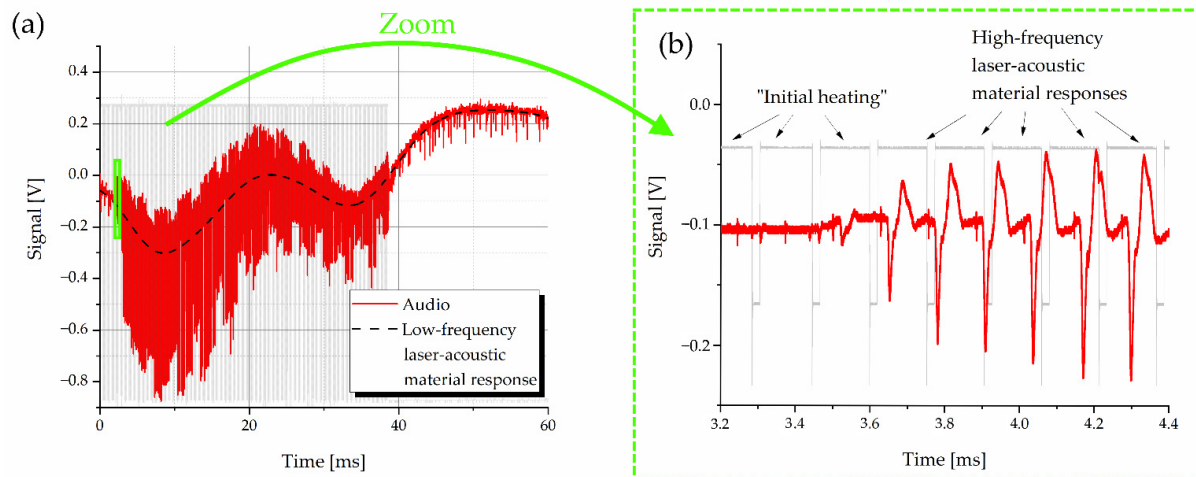 (a)
Zoom
0.4
0.2
0.0
−0.2
−0.4
−0.6
−0.8
Signal [V]
0
20
40
60
Time [ms]
Audio
Low-frequency
laser-acoustic
material response
(b)
"Initial heating"
High-frequency
laser-acoustic
material responses
0.0
−0.1
−0.2
Signal [V]
3.2
3.4
3.6
3.8
4.0
4.2
4.4
Time [ms]